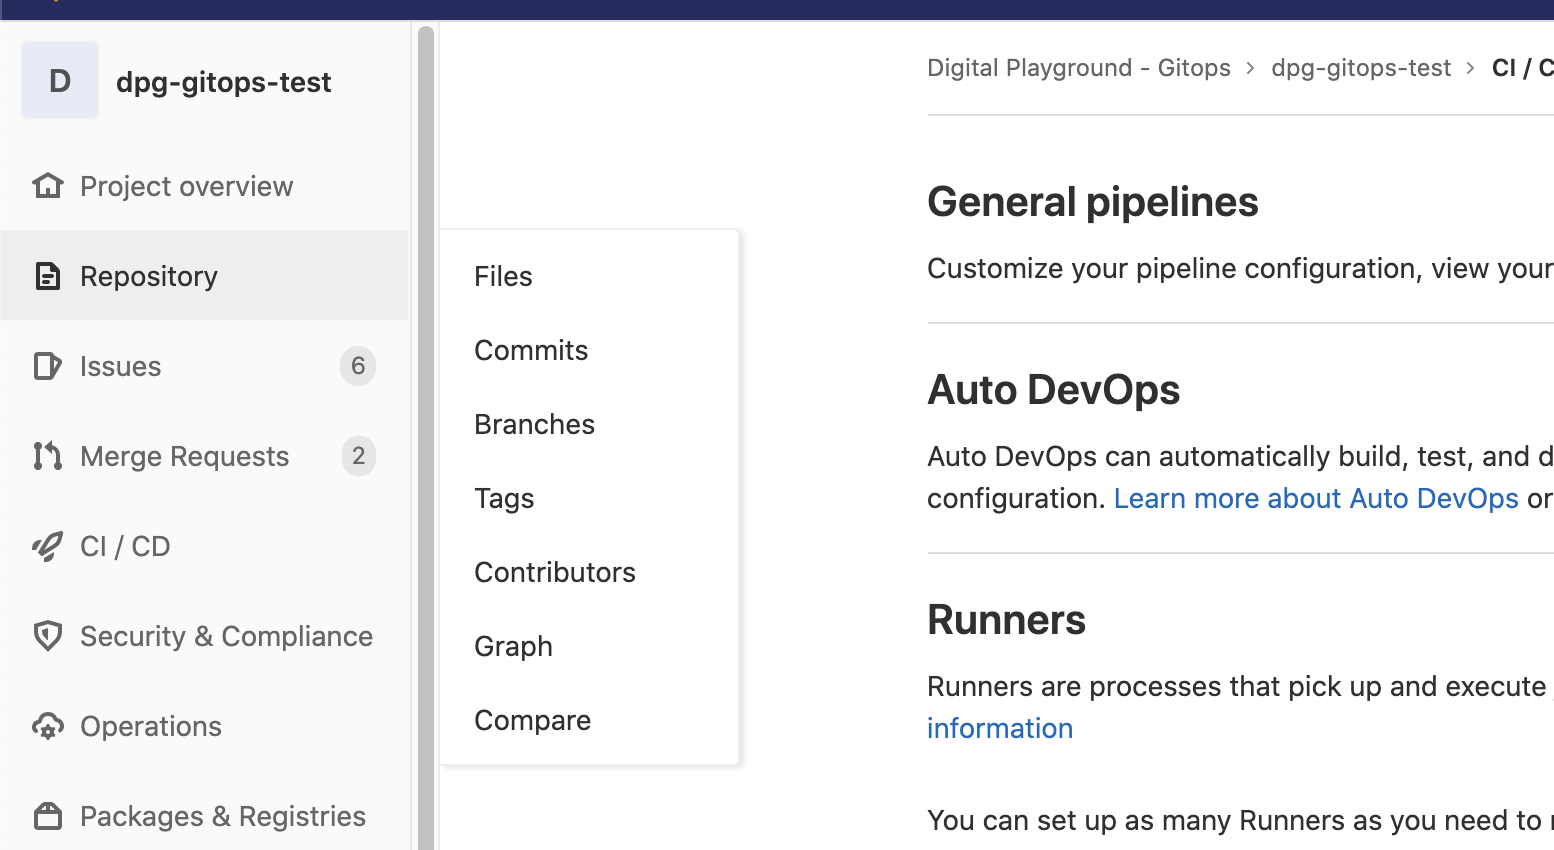 D
dpg-gitops-test
Project overview
Repository
Issues 6
Merge Requests 2
CI / CD
Security & Compliance
Operations
Packages & Registries
Files
Commits
Branches
Tags
Contributors
Graph
Compare
Digital Playground - Gitops > dpg-gitops-test > CI / C
General pipelines
Customize your pipeline configuration, view your
Auto DevOps
Auto DevOps can automatically build, test, and d
configuration. Learn more about Auto DevOps or
Runners
Runners are processes that pick up and execute
information
You can set up as many Runners as you need to